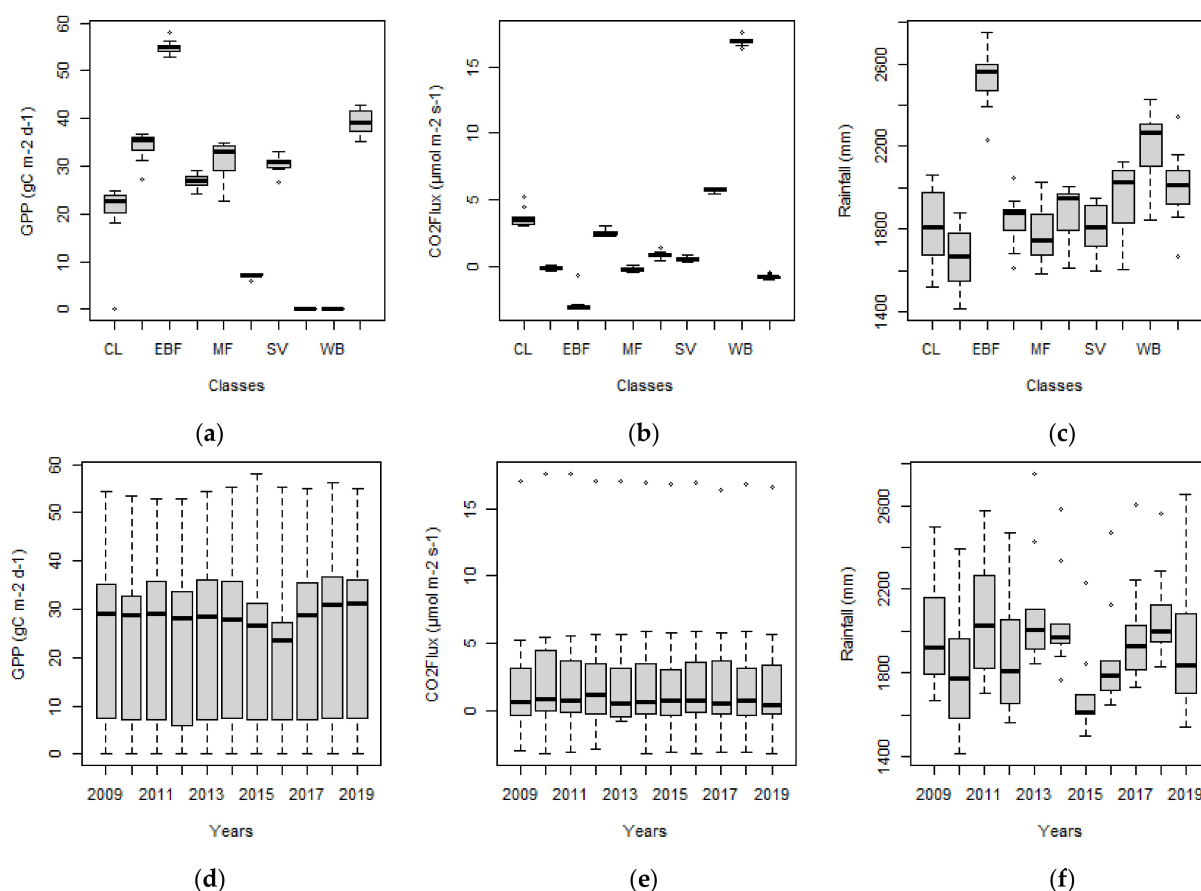 GPP (gC m-2 d-1)
0 10 20 30 40 50 60
CL EBF MF SV WB
Classes
(a)
CO2Flux (µmol m-2 s-1)
0 5 10 15
CL EBF MF SV WB
Classes
(b)
Rainfall (mm)
1400 1800 2200 2600
CL EBF MF SV WB
Classes
(c)
GPP (gC m-2 d-1)
0 10 20 30 40 50 60
2009 2011 2013 2015 2017 2019
Years
(d)
CO2Flux (µmol m-2 s-1)
0 5 10 15
2009 2011 2013 2015 2017 2019
Years
(e)
Rainfall (mm)
1400 1800 2200 2600
2009 2011 2013 2015 2017 2019
Years
(f)